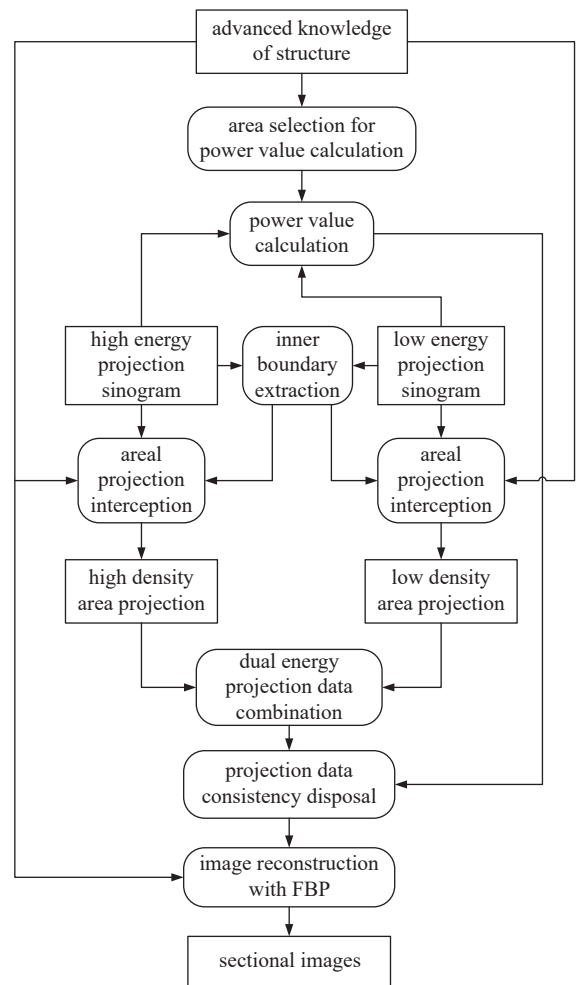 advanced knowledge
of structure
area selection for
power value calculation
power value
calculation
high energy
projection
sinogram
inner
boundary
extraction
low energy
projection
sinogram
areal
projection
interception
areal
projection
interception
high density
area projection
low density
area projection
dual energy
projection data
combination
projection data
consistency disposal
image reconstruction
with FBP
sectional images